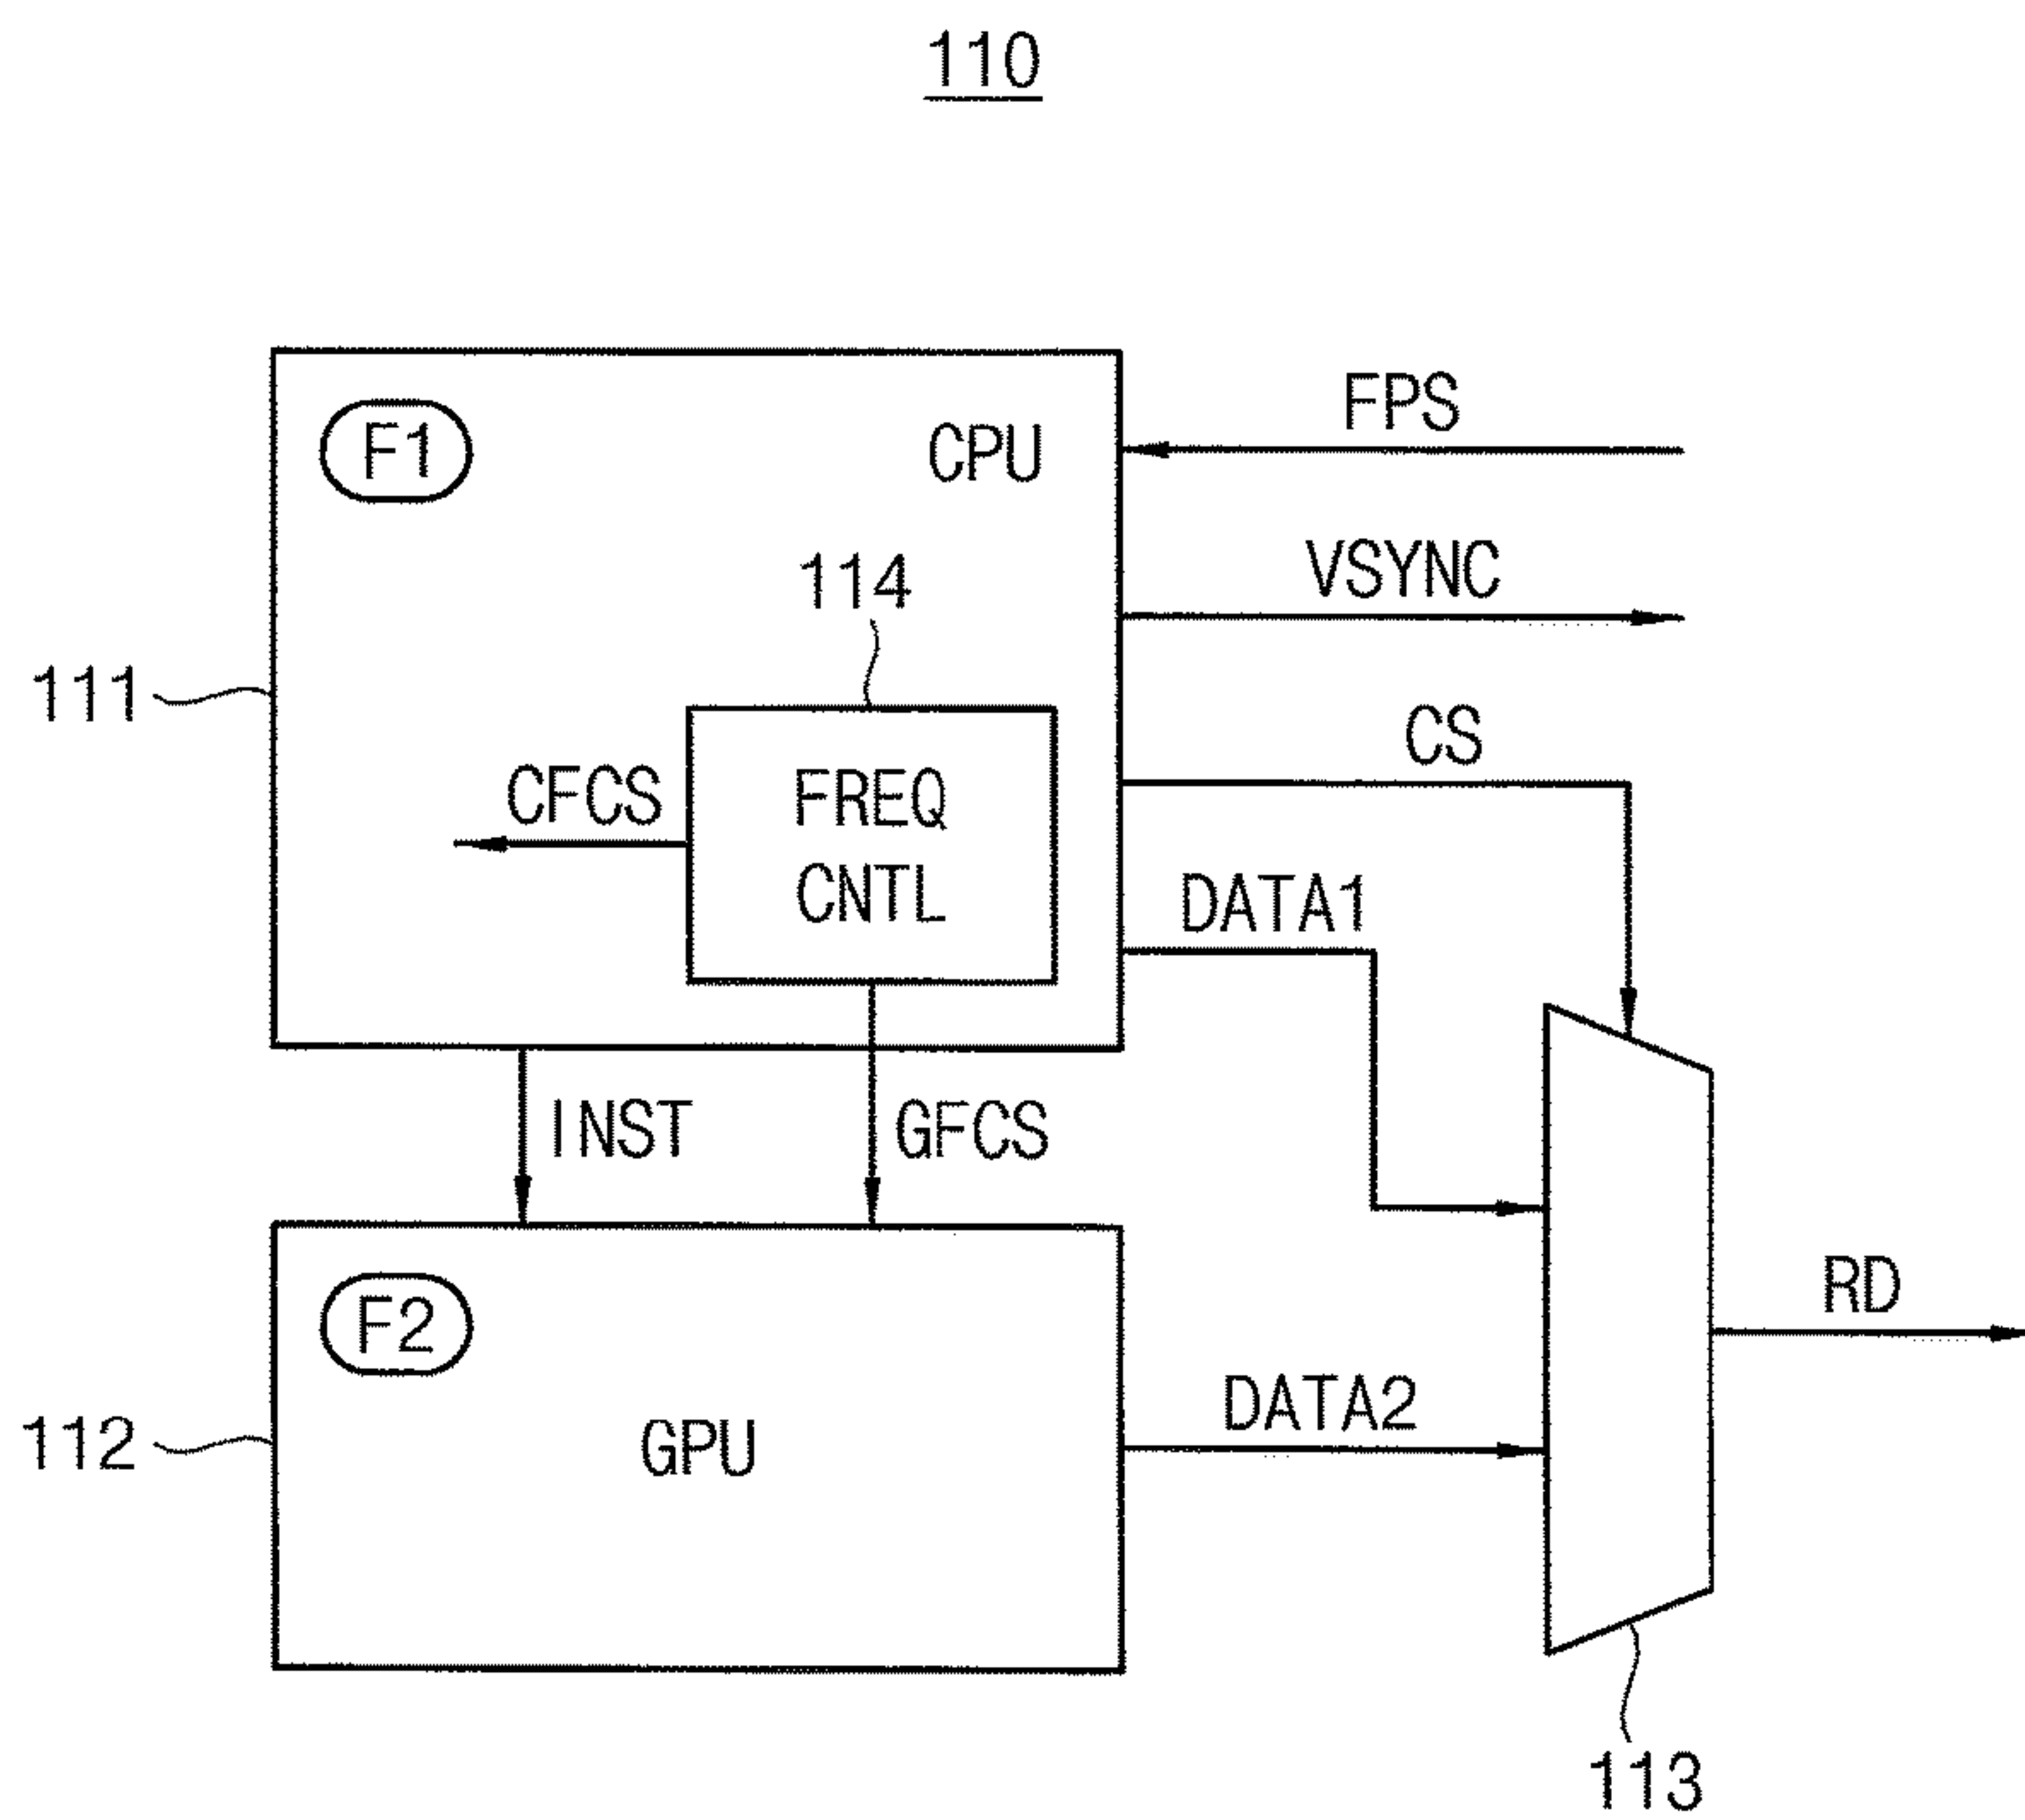 110
F1
CPU
FPS
VSYNC
114
111
CS
CFCS
FREQ
CNTL
DATA1
INST
GFCS
F2
RD
DATA2
112
GPU
113